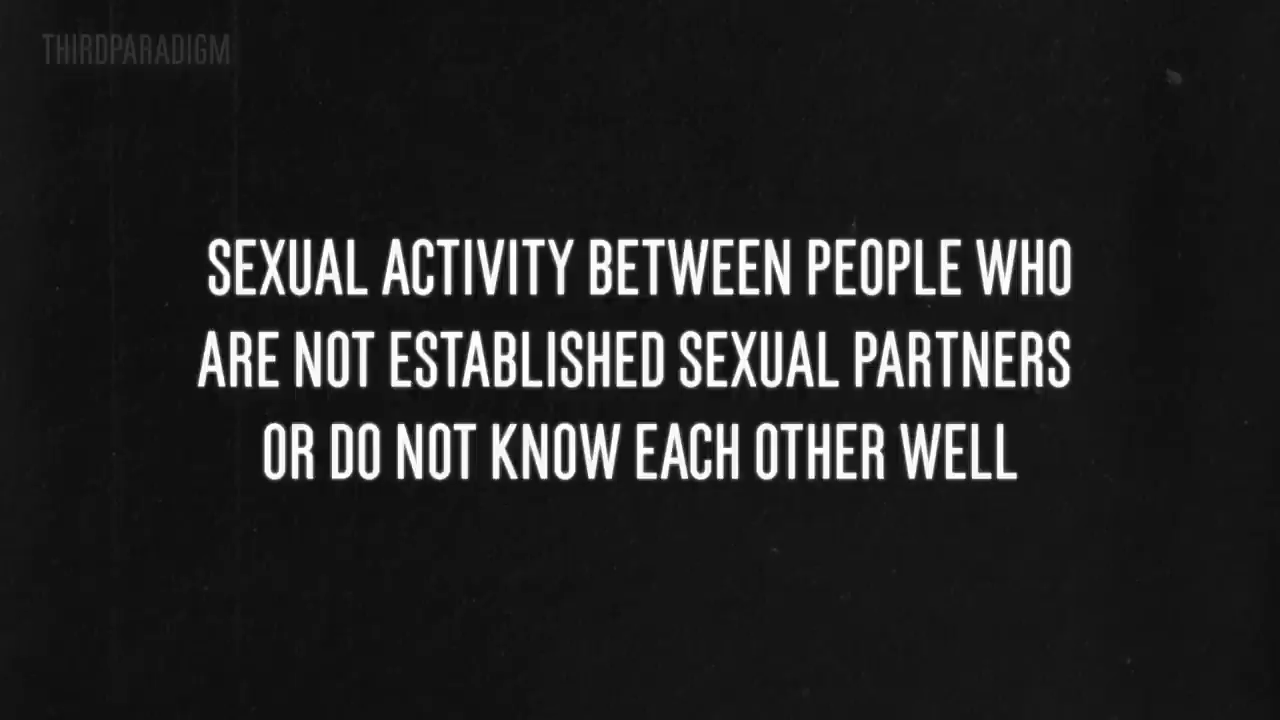 THIRDPARADIGM
SEXUAL ACTIVITY BETWEEN PEOPLE WHO
ARE NOT ESTABLISHED SEXUAL PARTNERS
OR DO NOT KNOW EACH OTHER WELL